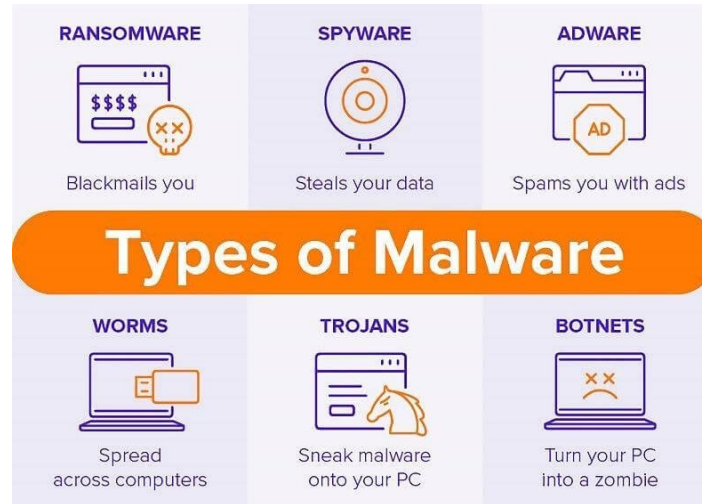 RANSOMWARE
SPYWARE
ADWARE
$$$$
AD
Blackmails you
Steals your data
Spams you with ads
Types of Malware
WORMS
TROJANS
BOTNETS
Spread
across computers
Sneak malware
onto your PC
Turn your PC
into a zombie